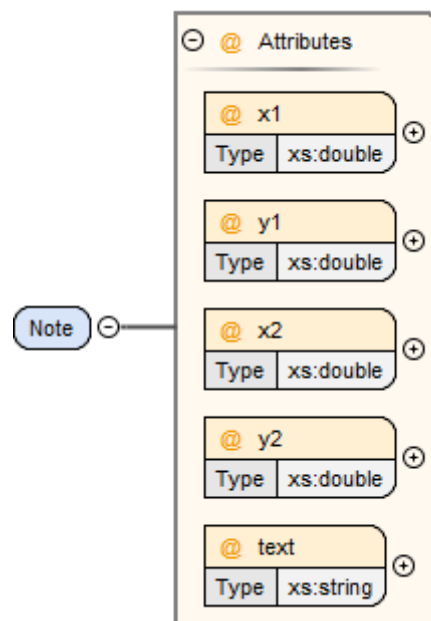 @ Attributes
@ x1
Type xs:double
@ y1
Type xs:double
Note
@ x2
Type xs:double
@ y2
Type xs:double
@ text
Type xs:string